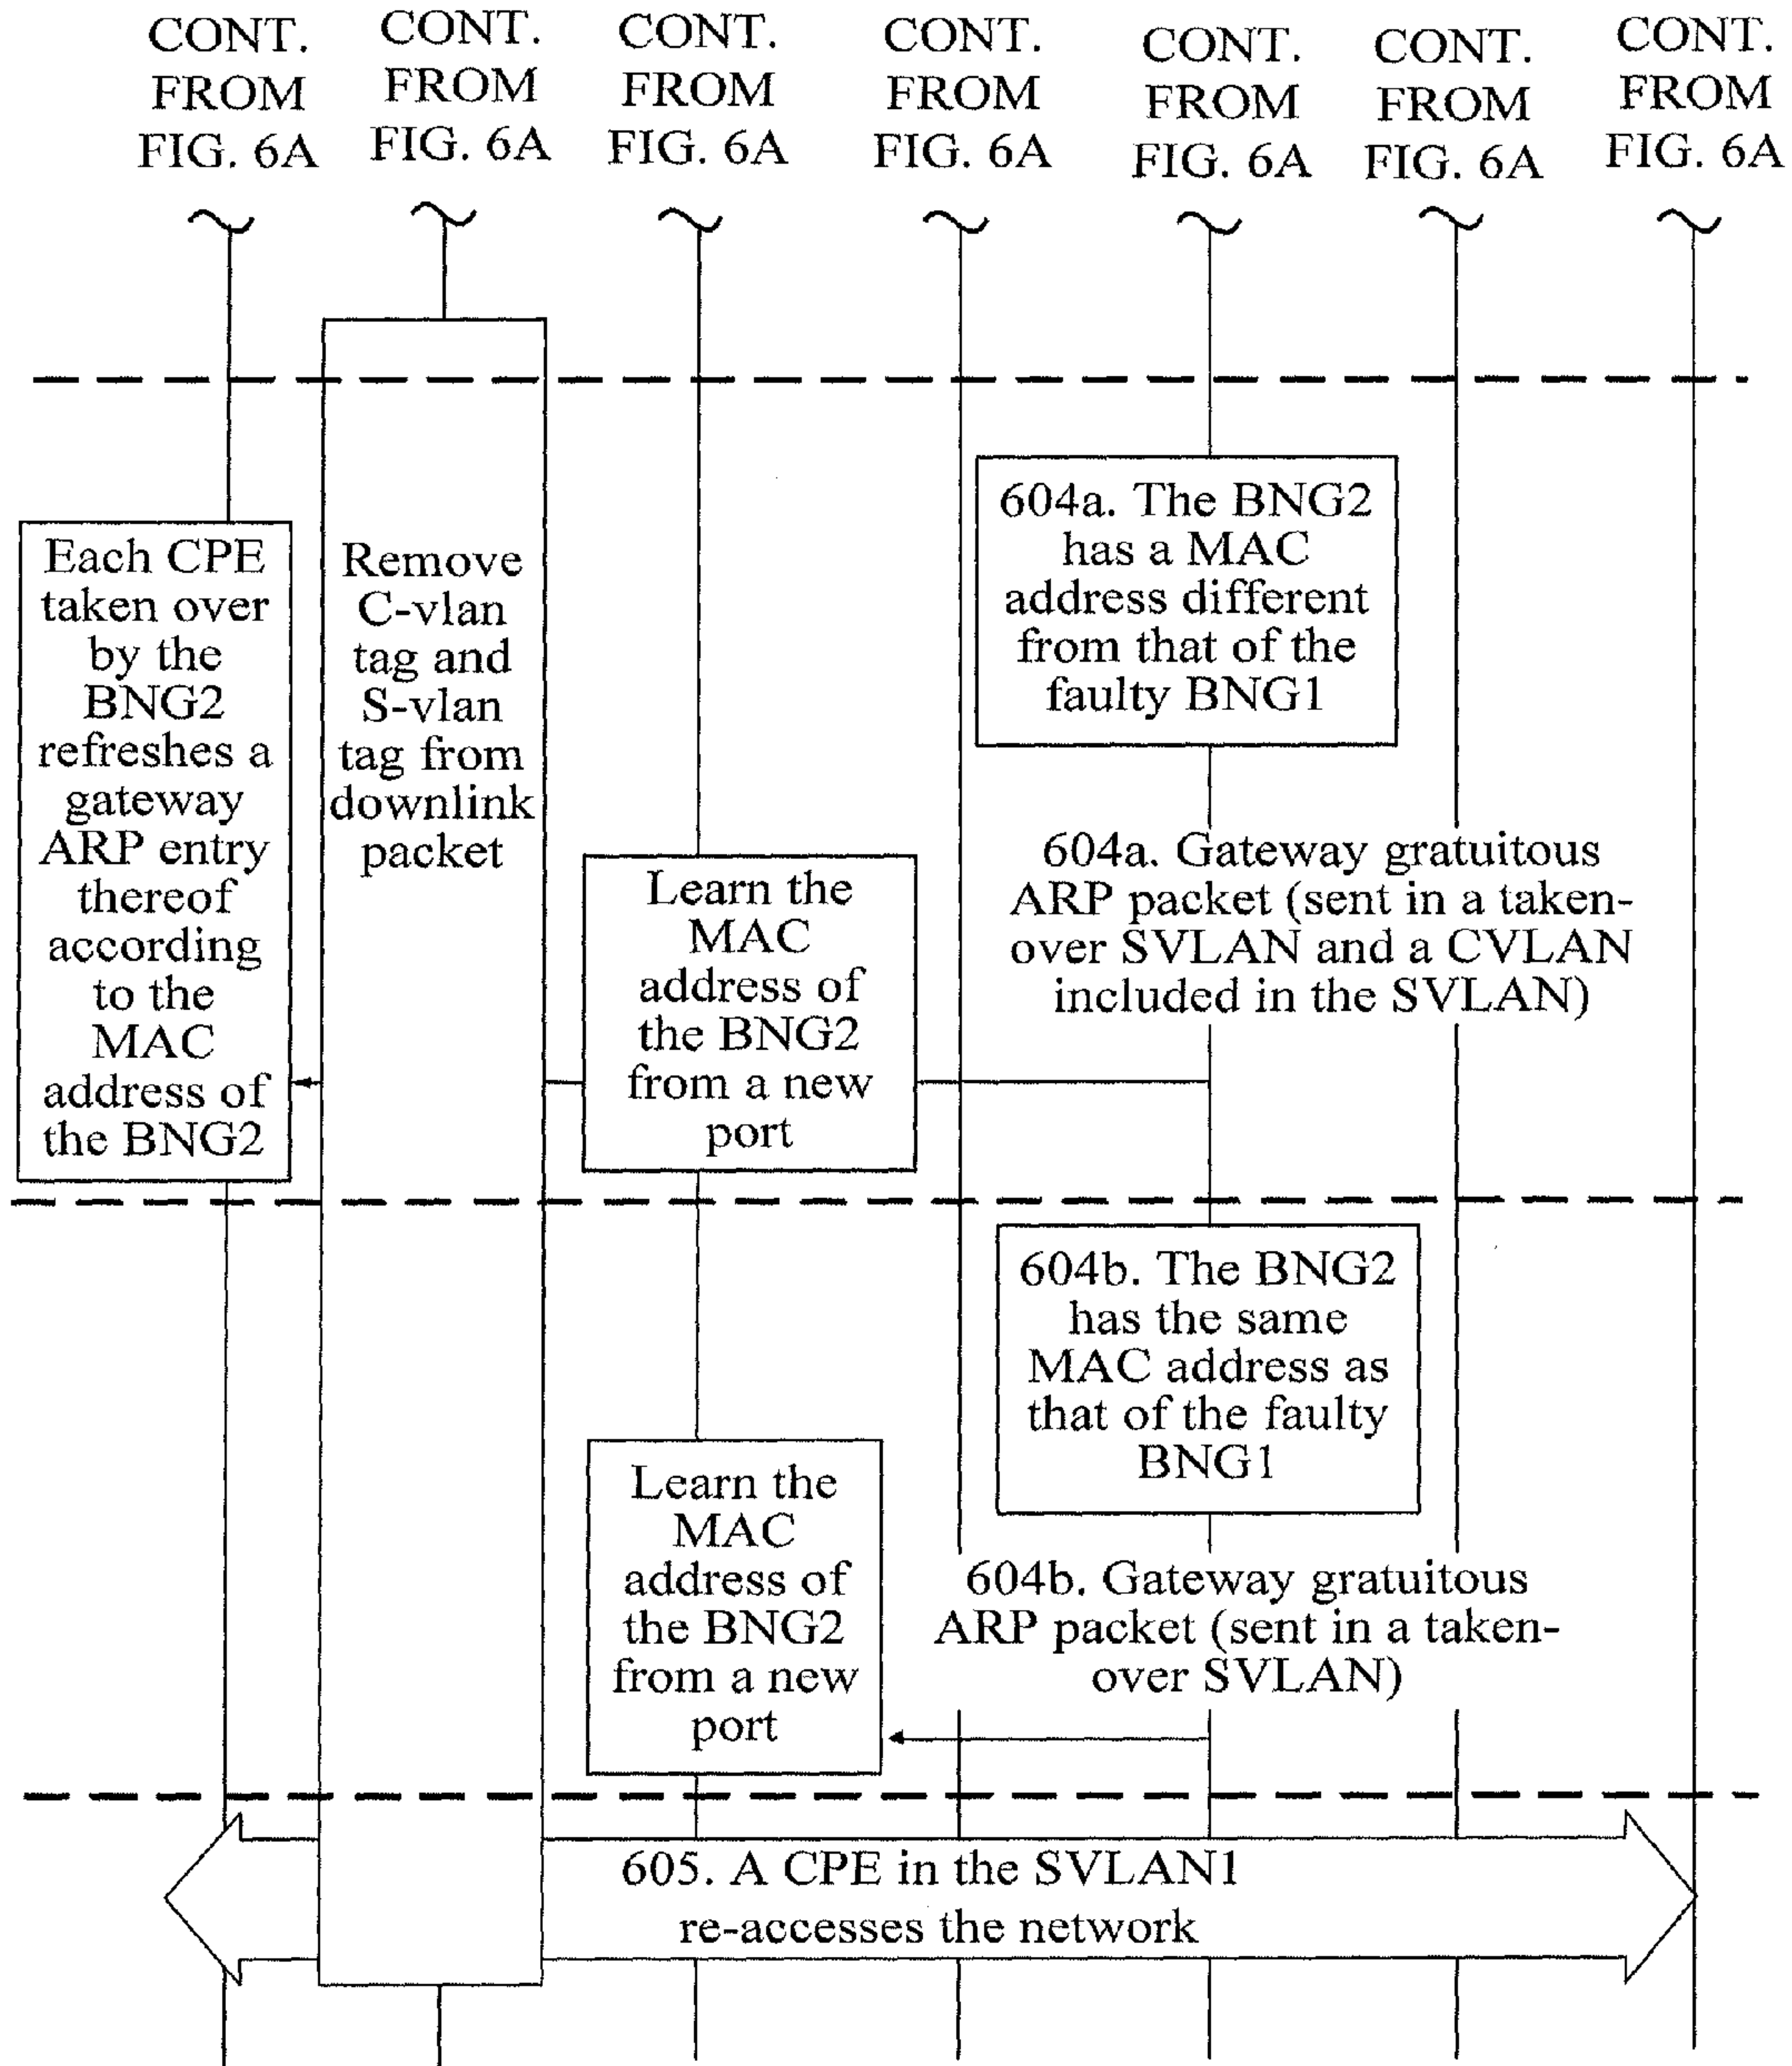 CONT.
FROM
FIG. 6A
CONT.
FROM
FIG. 6A
CONT.
FROM
FIG. 6A
CONT.
FROM
FIG. 6A
CONT.
FROM
FIG. 6A
CONT.
FROM
FIG. 6A
CONT.
FROM
FIG. 6A
Each CPE
taken over
by the
BNG2
refreshes a
gateway
ARP entry
thereof
according
to the
MAC
address of
the BNG2
Remove
C-vlan
tag and
S-vlan
tag from
downlink
packet
Learn the
MAC
address of
the BNG2
from a new
port
604a. The BNG2
has a MAC
address different
from that of the
faulty BNG1
604a. Gateway gratuitous
ARP packet (sent in a taken-
over SVLAN and a CVLAN
included in the SVLAN)
604b. The BNG2
has the same
MAC address as
that of the faulty
BNG1
Learn the
MAC
address of
the BNG2
from a new
port
604b. Gateway gratuitous
ARP packet (sent in a taken-
over SVLAN)
605. A CPE in the SVLAN1
re-accesses the network